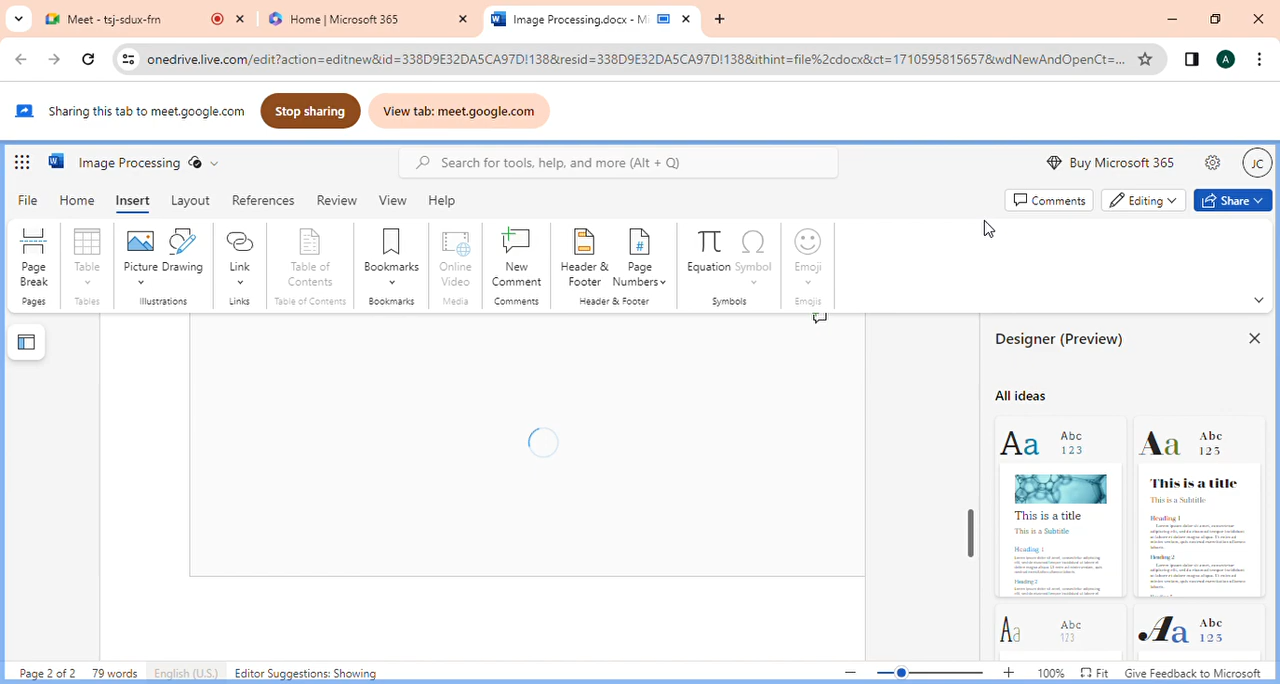 Meet - tsj-sdux-frn
Home | Microsoft 365
Image Processing.docx - Mi
onedrive.live.com/edit?action=editnew&id=338D9E32DA5CA97D!138&resid=338D9E32DA5CA97D!138&ithint=file%2cdocx&ct=1710595815657&wdNewAndOpenCt=...
A
Sharing this tab to meet.google.com
Stop sharing
View tab: meet.google.com
Image Processing
Search for tools, help, and more (Alt + Q)
Buy Microsoft 365
JC
File Home Insert Layout References Review View Help
Comments
Editing
Share
Page Break
Table
Picture
Drawing
Link
Table of Contents
Bookmarks
Online Video
New Comment
Header & Footer
Page Numbers
Equation
Symbol
Emoji
Pages
Tables
Illustrations
Links
Table of Contents
Bookmarks
Media
Comments
Header & Footer
Symbols
Emojis
Designer (Preview)
All ideas
Aa
Abc
123
This is a title
This is a Subtitle
Heading 1
Heading 2
Aa
Abc
123
This is a title
This is a Subtitle
Heading 1
Heading 2
Aa
Abc
123
Aa
Abc
123
Page 2 of 2
79 words
English (U.S.)
Editor Suggestions: Showing
100%
Fit
Give Feedback to Microsoft